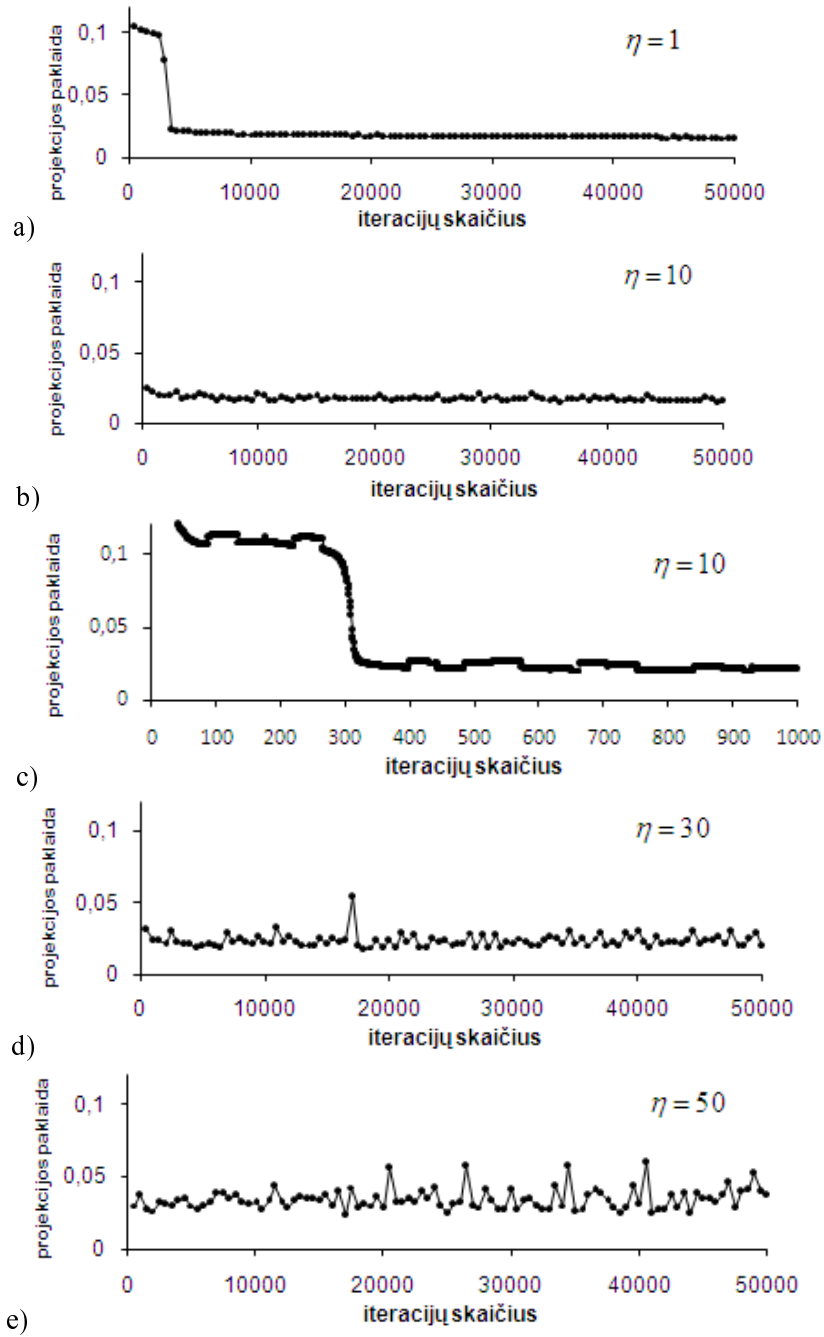 projekcijos paklaida
0,1
0,05
0
η = 1
0 10000 20000 30000 40000 50000
iteracijų skaičius
a)
projekcijos paklaida
0,1
0,05
0
η = 10
0 10000 20000 30000 40000 50000
iteracijų skaičius
b)
projekcijos paklaida
0,1
0,05
0
η = 10
0 100 200 300 400 500 600 700 800 900 1000
iteracijų skaičius
c)
projekcijos paklaida
0,1
0,05
0
η = 30
0 10000 20000 30000 40000 50000
iteracijų skaičius
d)
projekcijos paklaida
0,1
0,05
0
η = 50
0 10000 20000 30000 40000 50000
iteracijų skaičius
e)